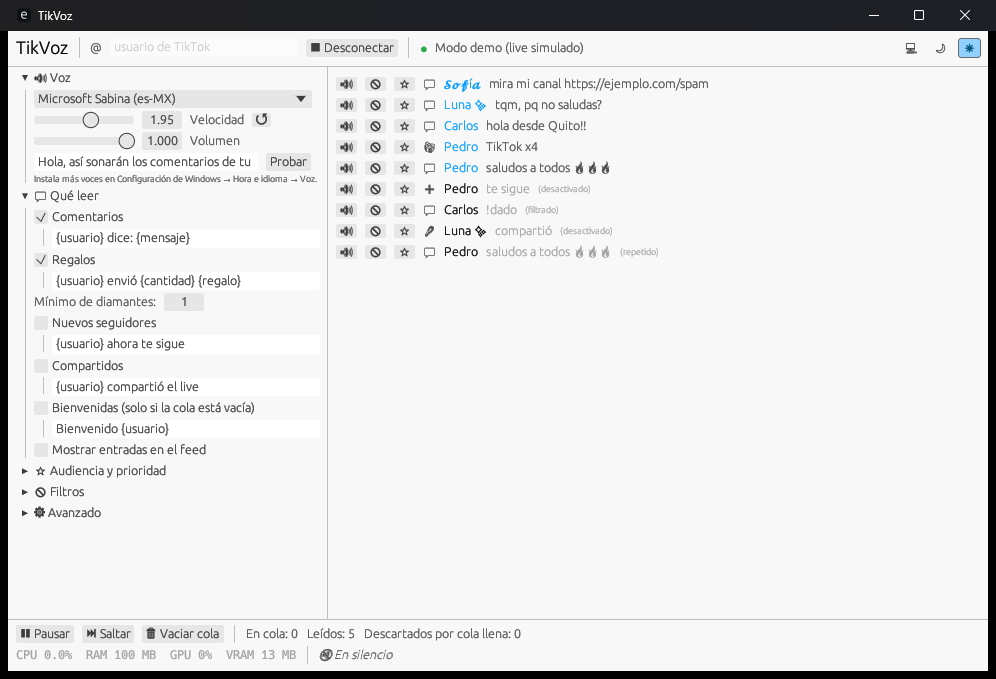 TikVoz
TikVoz @ usuario de TikTok Desconectar Modo demo (live simulado)
Voz
Microsoft Sabina (es-MX)
1.95 Velocidad
1.000 Volumen
Hola, así sonarán los comentarios de tu Probar
Instala más voces en Configuración de Windows → Hora e idioma → Voz.
Qué leer
Comentarios
{usuario} dice: {mensaje}
Regalos
{usuario} envió {cantidad} {regalo}
Mínimo de diamantes: 1
Nuevos seguidores
{usuario} ahora te sigue
Compartidos
{usuario} compartió el live
Bienvenidas (solo si la cola está vacía)
Bienvenido {usuario}
Mostrar entradas en el feed
Audiencia y prioridad
Filtros
Avanzado
𝓢𝓸𝓯í𝓪 mira mi canal https://ejemplo.com/spam
Luna ✨ tqm, pq no saludas?
Carlos hola desde Quito!!
Pedro TikTok x4
Pedro saludos a todos 🔥🔥🔥
Pedro te sigue (desactivado)
Carlos !dado (filtrado)
Luna ✨ compartió (desactivado)
Pedro saludos a todos 🔥🔥🔥 (repetido)
Pausar Saltar Vaciar cola En cola: 0 Leídos: 5 Descartados por cola llena: 0
CPU 0.0% RAM 100 MB GPU 0% VRAM 13 MB En silencio